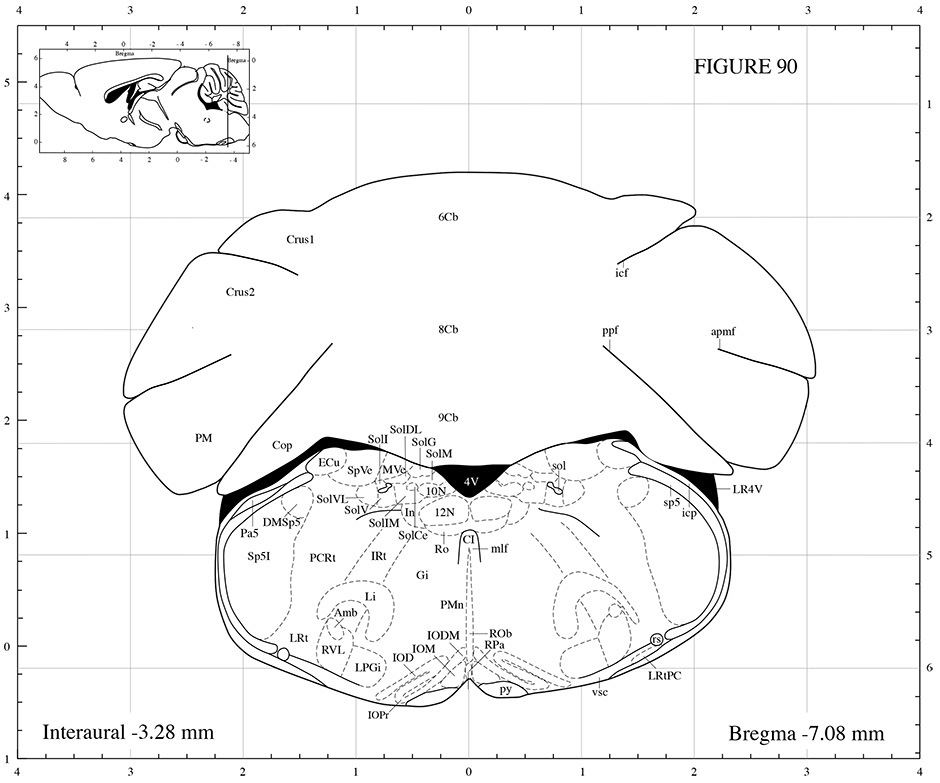 4 3 2 1 0 1 2 3 4
4 2 0 -2 -4 -6 -8
Bregma
Bregma
FIGURE 90
6 4 2 0
0 2 4 6
8 6 4 2 0 -2 -4
5 4 3 2 1 0 1
1 2 3 4 5 6
6Cb
Crus1
icf
Crus2
8Cb
ppf
apmf
9Cb
PM
Cop
SolDL
SolI
SolG
SolM
ECu
SpVe
MVe
sol
4V
LR4V
SolVL
10N
SolV
In
12N
sp5
icp
DMSp5
SolIM
Pa5
SolCe
Ro
CI
mlf
Sp5I
PCRt
IRt
Gi
Li
PMn
Amb
LRt
RVL
IODM
ROb
IOM
RPa
rs
IOD
LPGi
LRtPC
py
vsc
IOPr
Interaural -3.28 mm
Bregma -7.08 mm
4 3 2 1 0 1 2 3 4